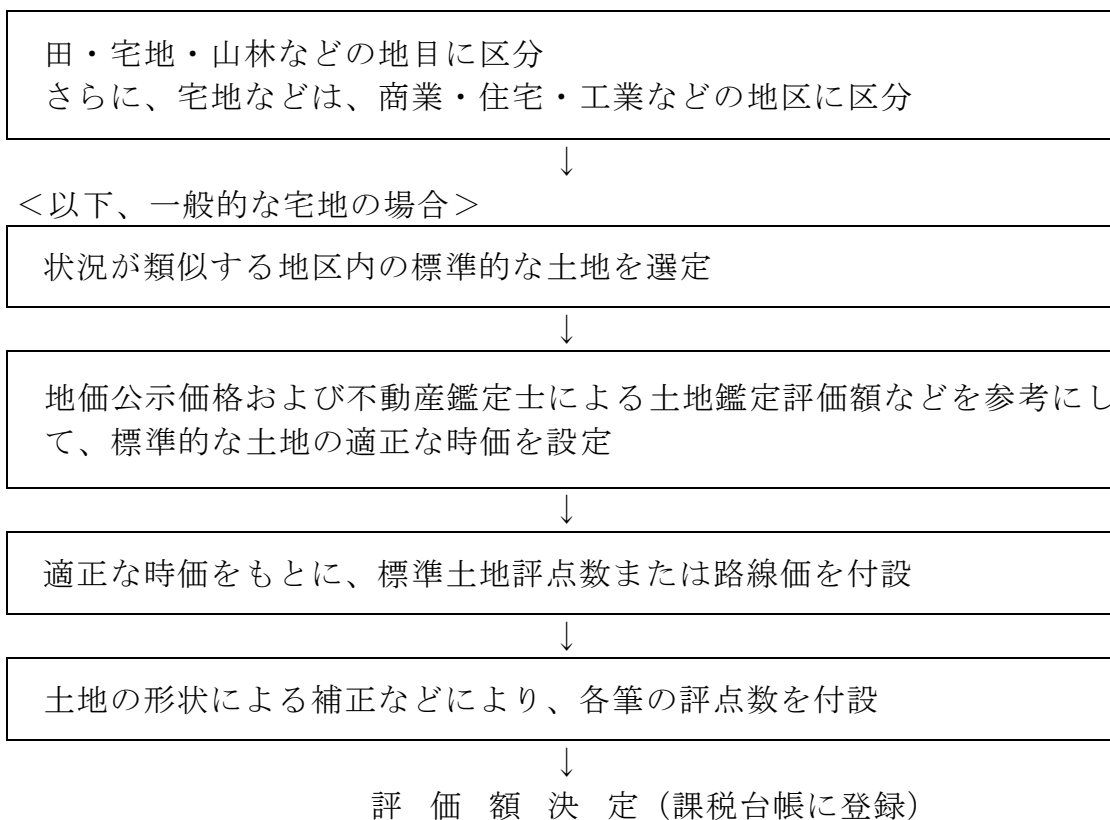 田・宅地・山林などの地目に区分
さらに、宅地などは、商業・住宅・工業などの地区に区分
↓
＜以下、一般的な宅地の場合＞
状況が類似する地区内の標準的な土地を選定
↓
地価公示価格および不動産鑑定士による土地鑑定評価額などを参考にし
て、標準的な土地の適正な時価を設定
↓
適正な時価をもとに、標準土地評点数または路線価を付設
↓
土地の形状による補正などにより、各筆の評点数を付設
↓
評　価　額　決　定（課税台帳に登録）